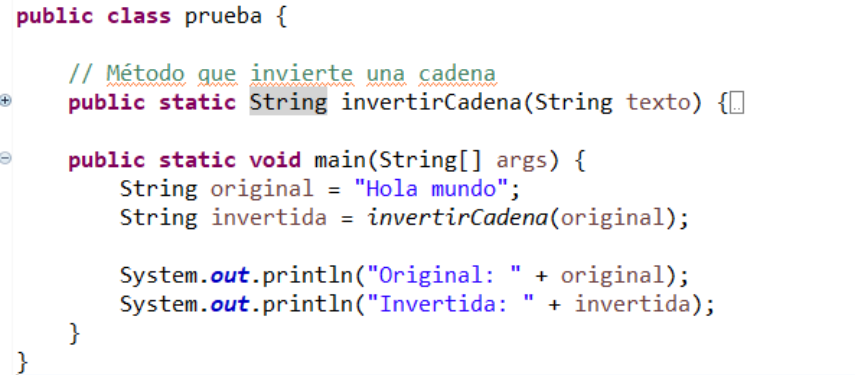 public class prueba {
// Método que invierte una cadena
public static String invertirCadena(String texto) {
public static void main(String[] args) {
String original = "Hola mundo";
String invertida = invertirCadena(original);
System.out.println("Original: " + original);
System.out.println("Invertida: " + invertida);
}
}